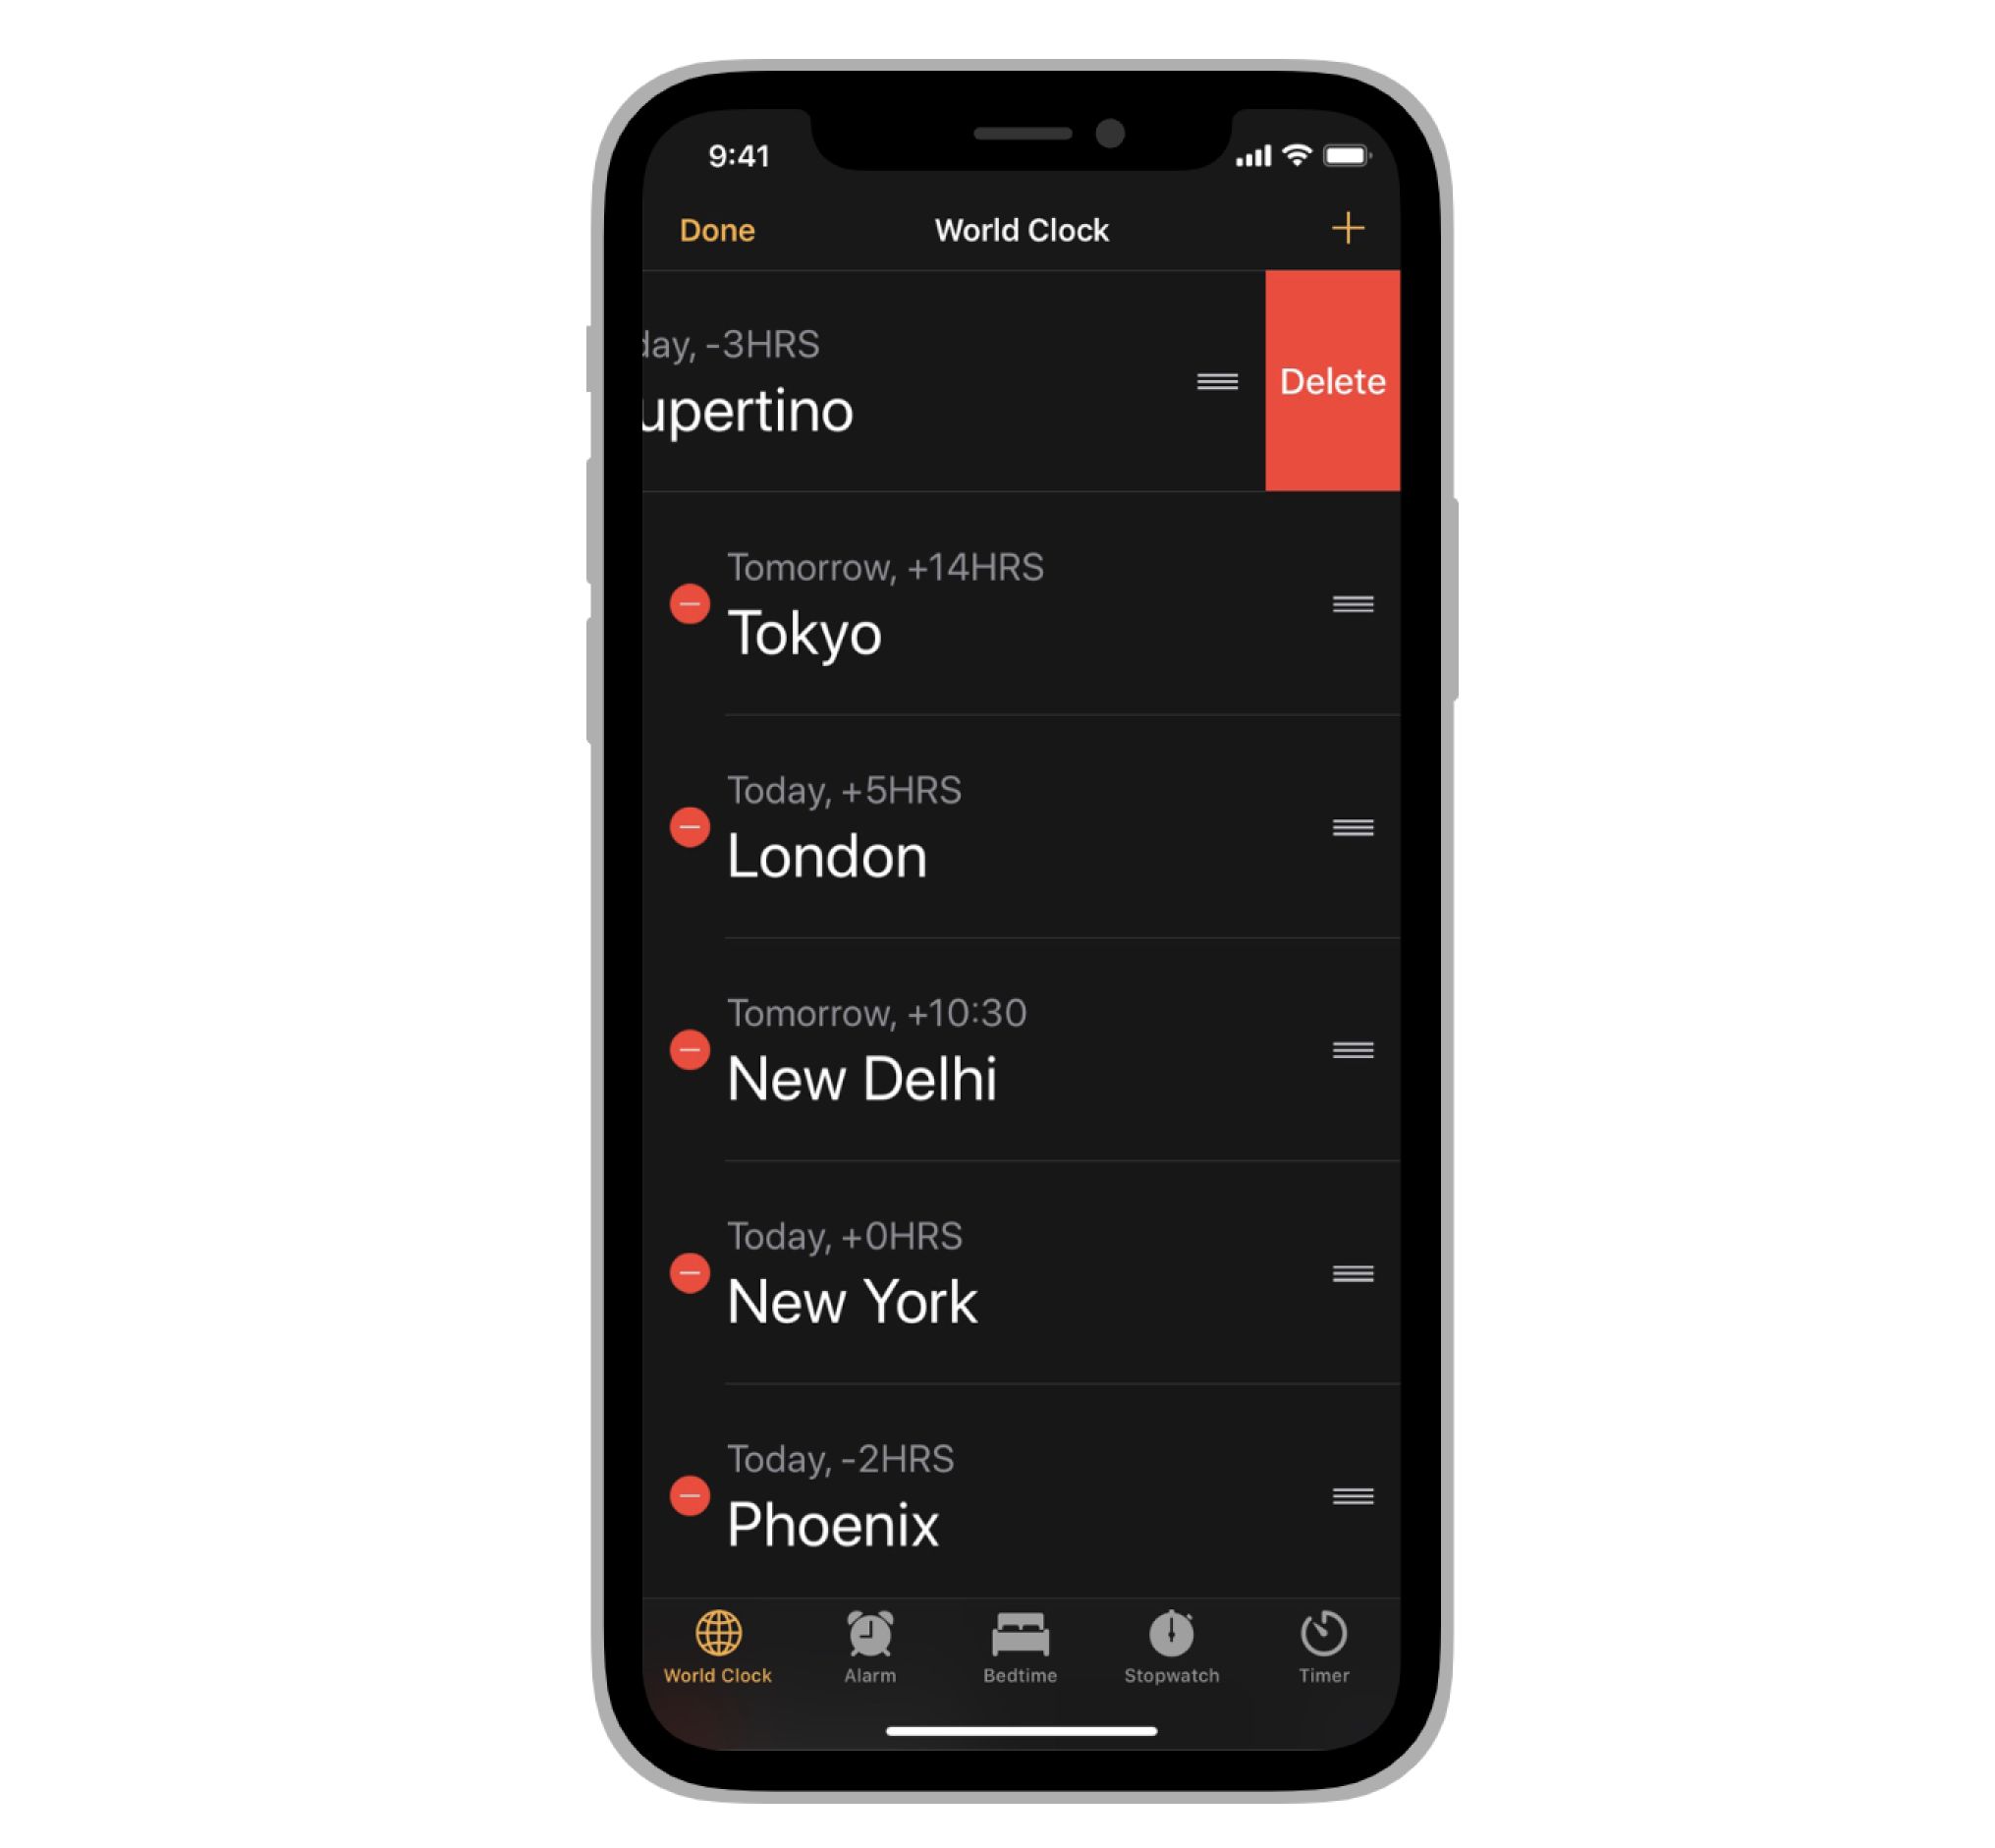 9:41
Done World Clock
day, -3HRS
upertino
Delete
Tomorrow, +14HRS
Tokyo
Today, +5HRS
London
Tomorrow, +10:30
New Delhi
Today, +0HRS
New York
Today, -2HRS
Phoenix
World Clock Alarm Bedtime Stopwatch Timer